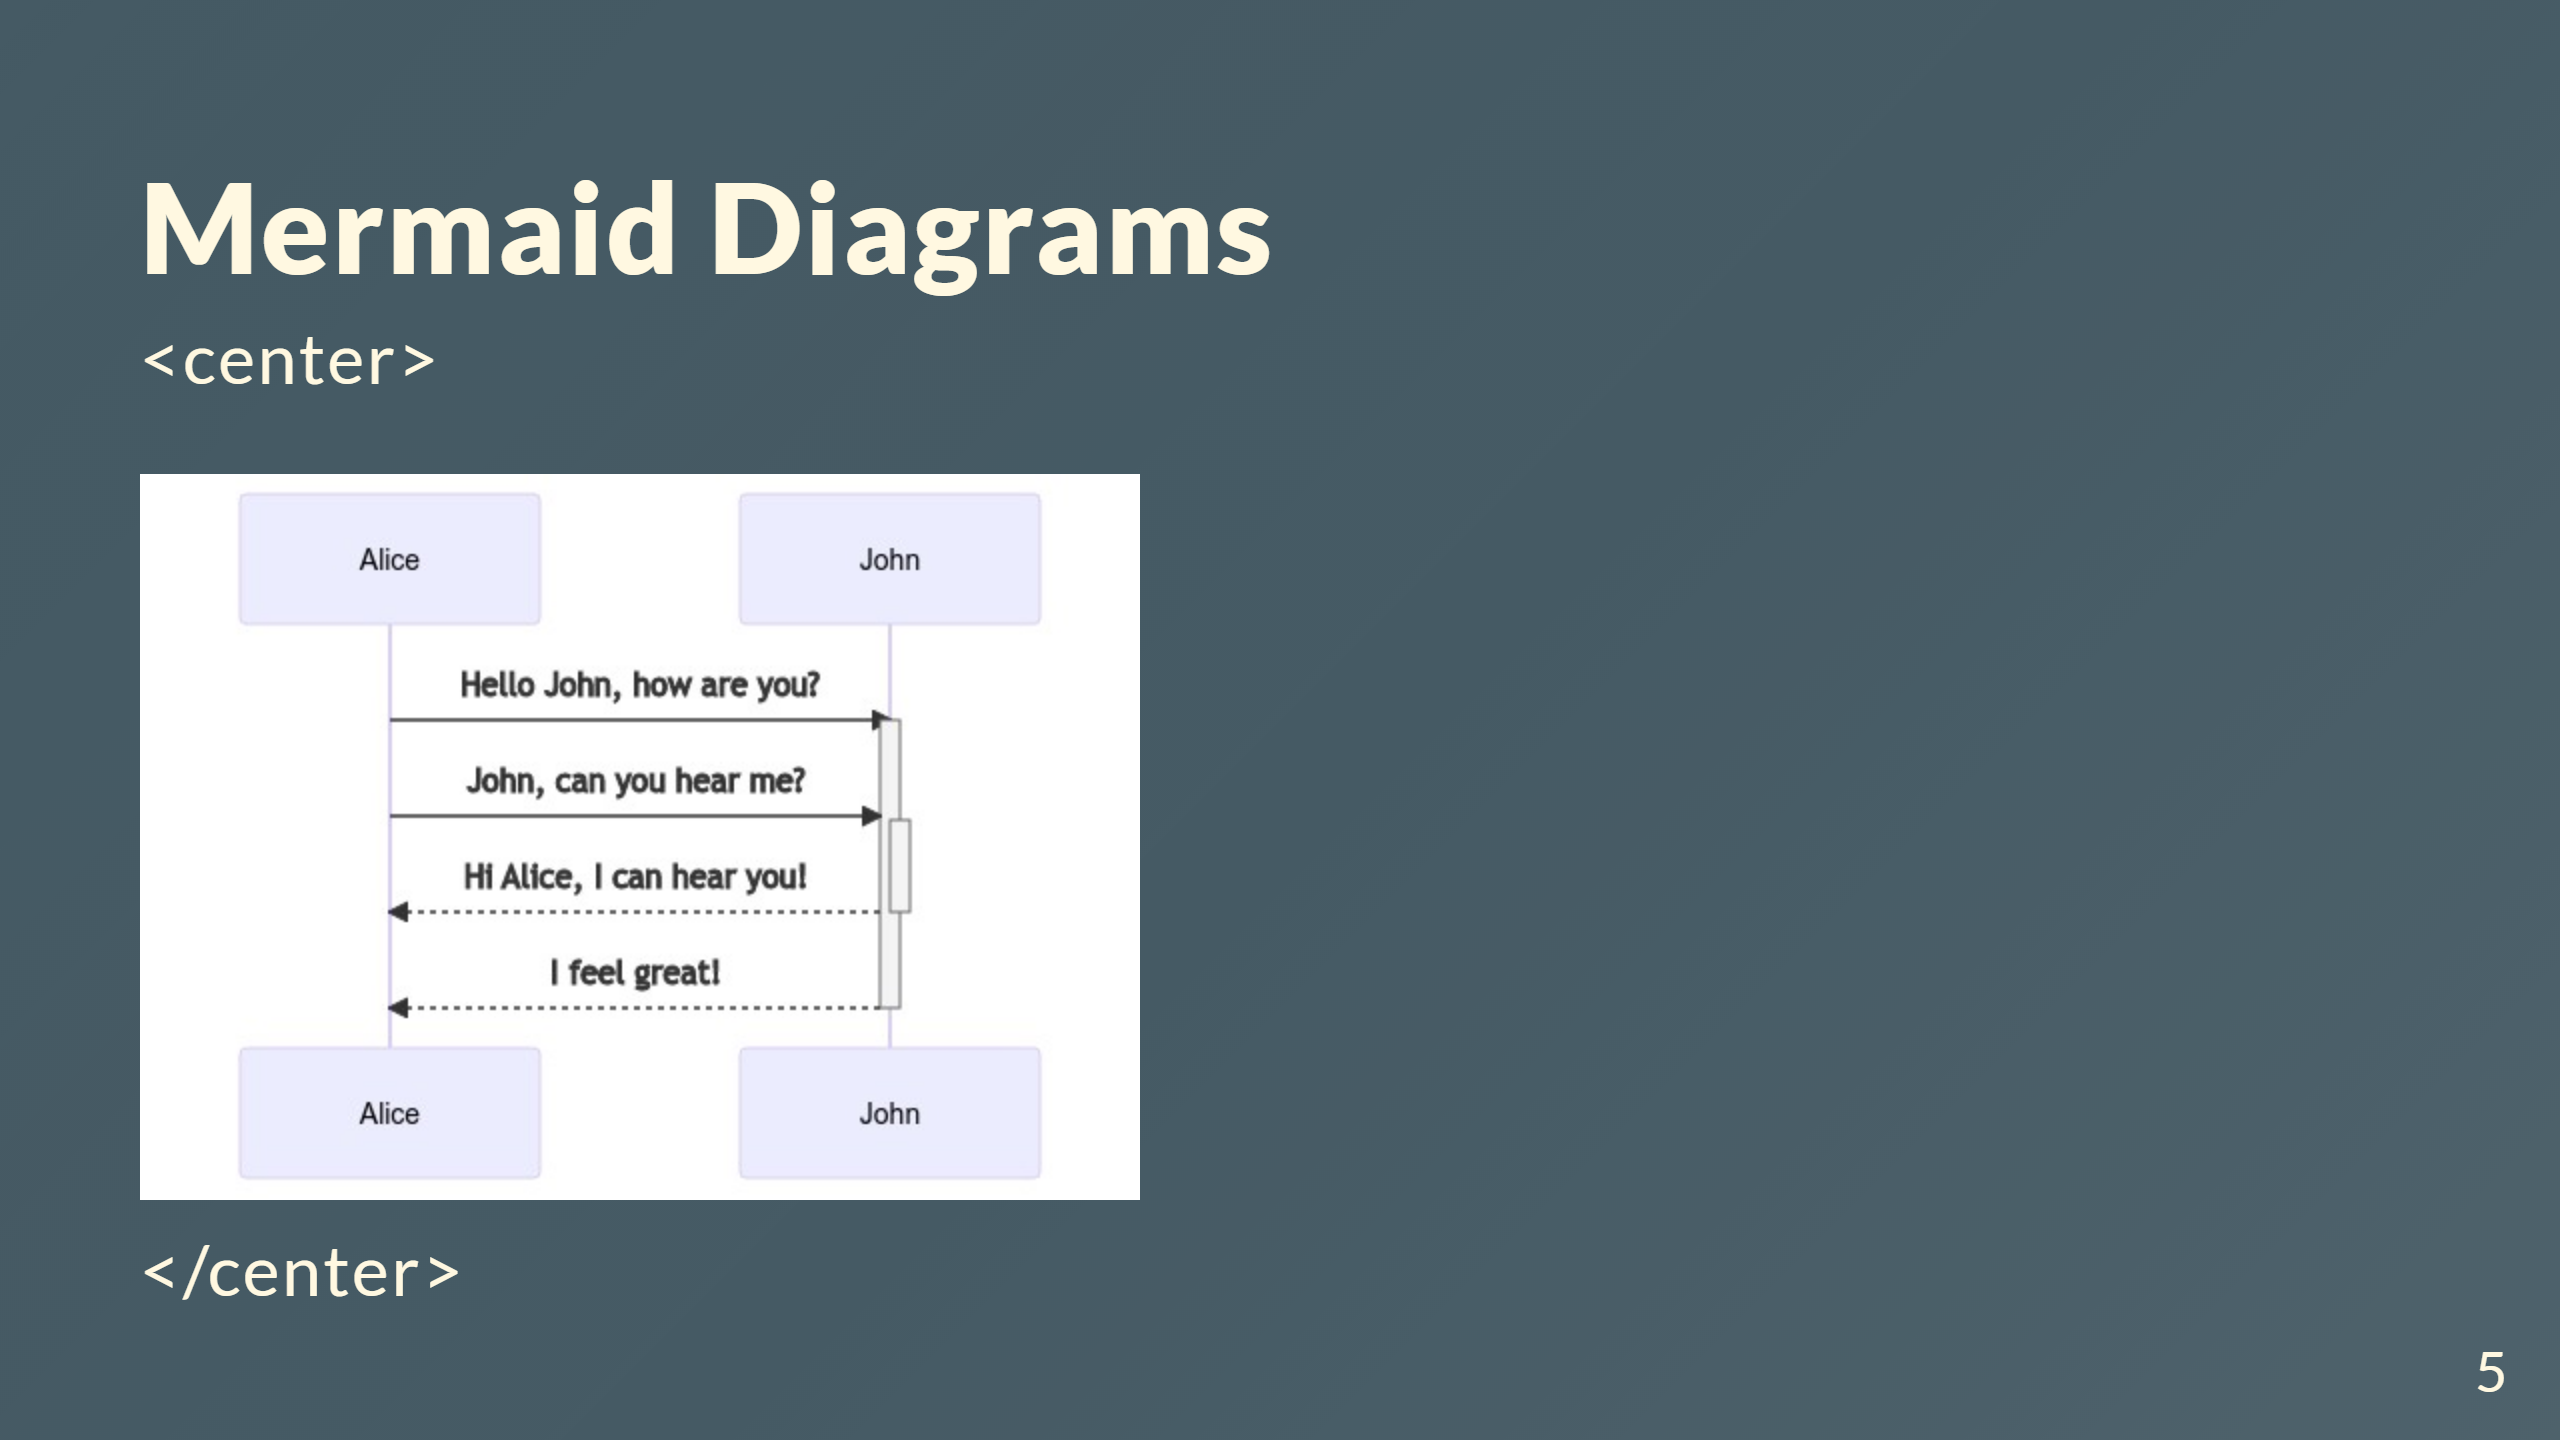 Mermaid Diagrams
<center>
Alice John
Hello John, how are you?
John, can you hear me?
Hi Alice, I can hear you!
I feel great!
Alice John
</center>
5